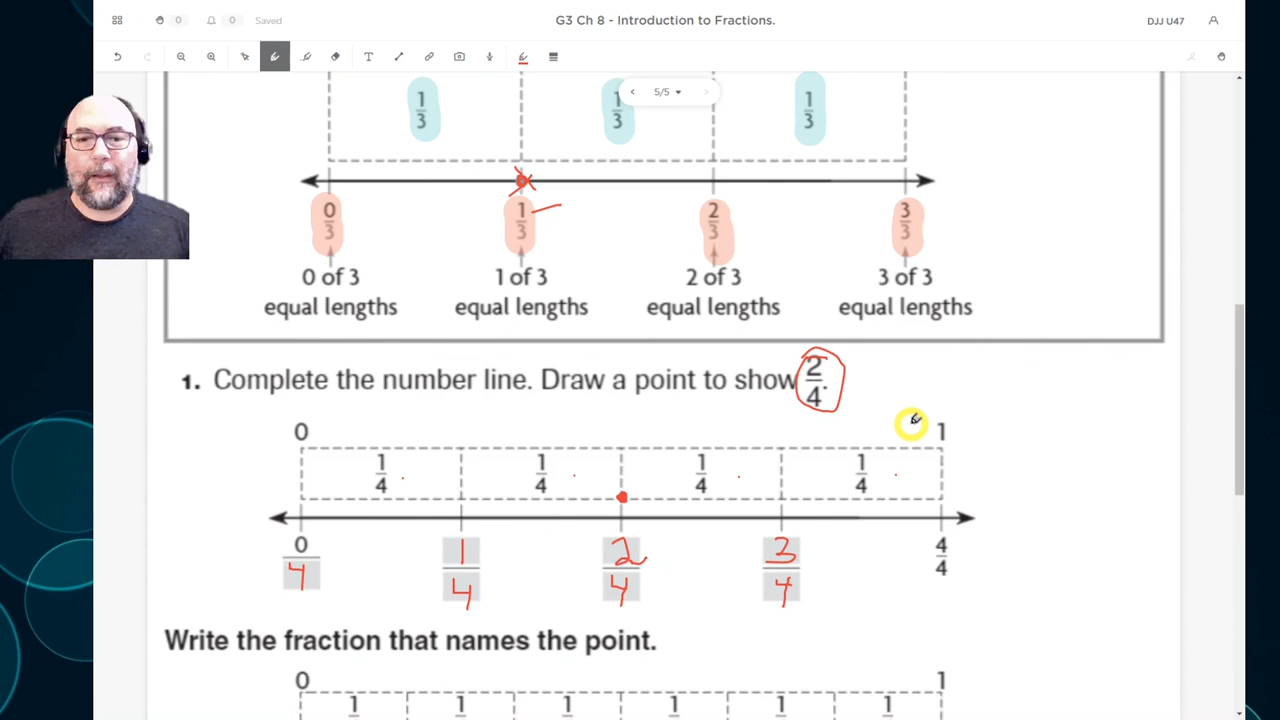 G3 Ch 8 - Introduction to Fractions.
DJJ U47
0
0
Saved
T
5/5
1/3 1/3 1/3
0/3 1/3 2/3 3/3
0 of 3 1 of 3 2 of 3 3 of 3
equal lengths equal lengths equal lengths equal lengths
1. Complete the number line. Draw a point to show 2/4.
0 1
1/4 1/4 1/4 1/4
0/4 1/4 2/4 3/4 4/4
Write the fraction that names the point.
0 1
1 1 1 1 1 1